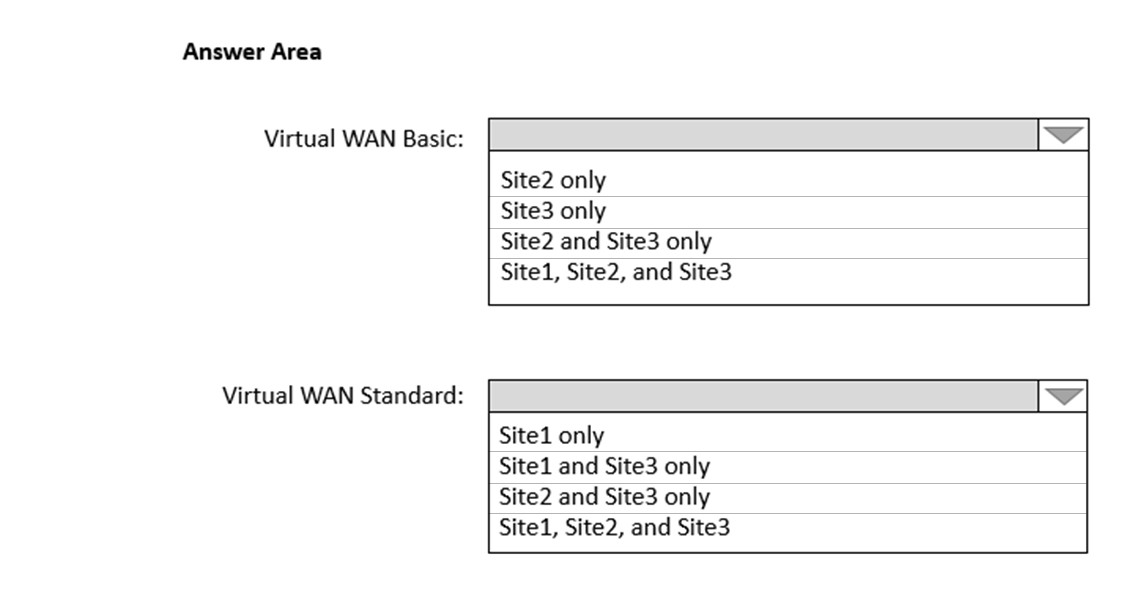 Answer Area
Virtual WAN Basic:
Site2 only
Site3 only
Site2 and Site3 only
Site1, Site2, and Site3
Virtual WAN Standard:
Site1 only
Site1 and Site3 only
Site2 and Site3 only
Site1, Site2, and Site3